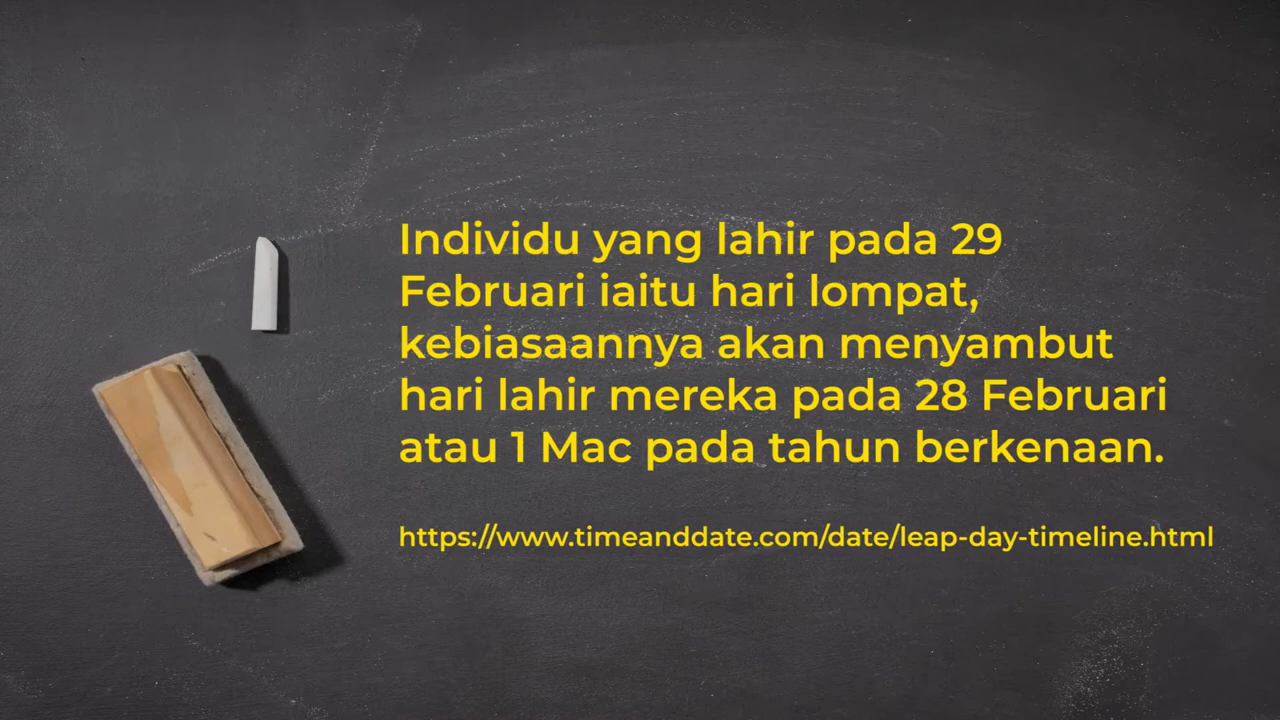 Individu yang lahir pada 29
Februari iaitu hari lompat,
kebiasaannya akan menyambut
hari lahir mereka pada 28 Februari
atau 1 Mac pada tahun berkenaan.
https://www.timeanddate.com/date/leap-day-timeline.html